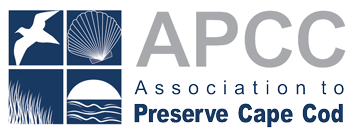 APCC
Association to
Preserve Cape Cod